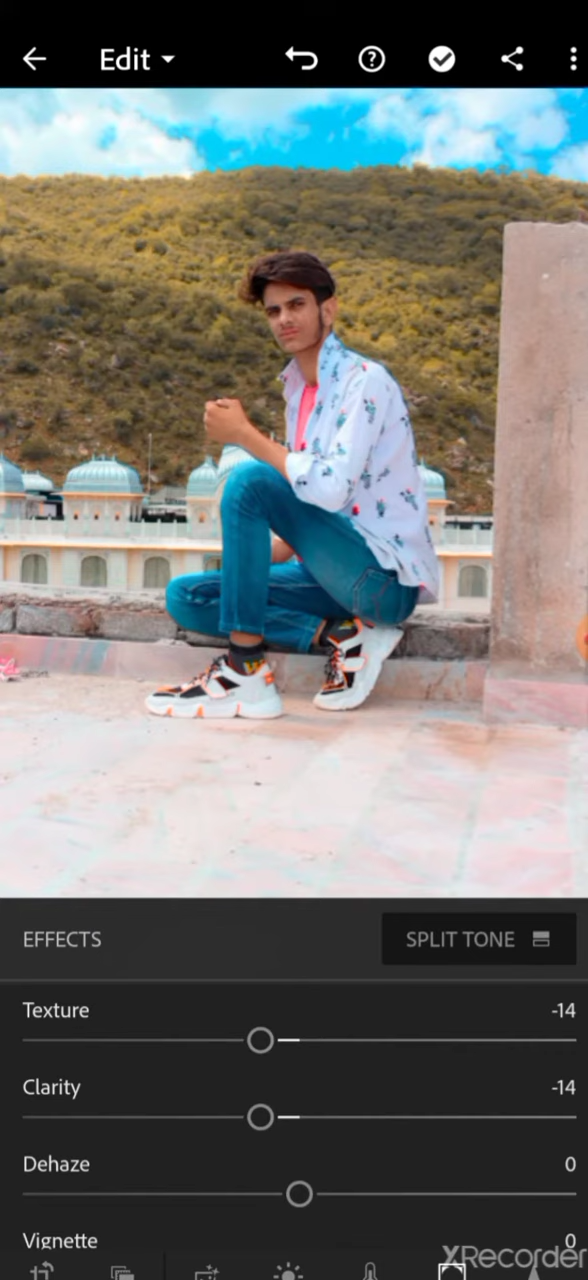 Edit
EFFECTS
SPLIT TONE
Texture -14
Clarity -14
Dehaze 0
Vignette 0
XRecorder